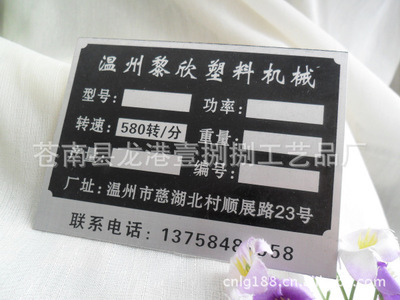 温州黎欣塑料机械
型号: 功率:
转速: 580转/分 重量:
编号:
苍南县龙港壹捌捌工艺品厂
厂址: 温州市慈湖北村顺展路23号
联系电话: 1375848 58
cnlg188.cn.alibaba.com